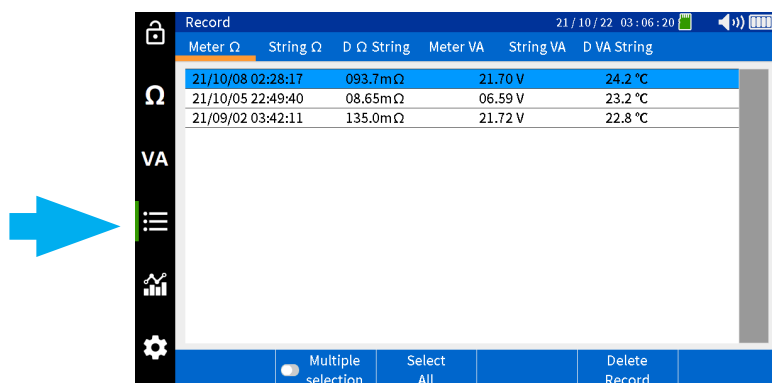 Record 21/10/22 03:06:20
Meter Ω String Ω D Ω String Meter VA String VA D VA String
21/10/08 02:28:17 093.7mΩ 21.70 V 24.2 ℃
21/10/05 22:49:40 08.65mΩ 06.59 V 23.2 ℃
21/09/02 03:42:11 135.0mΩ 21.72 V 22.8 ℃
Ω
VA
Multiple Select Delete
selection All Record